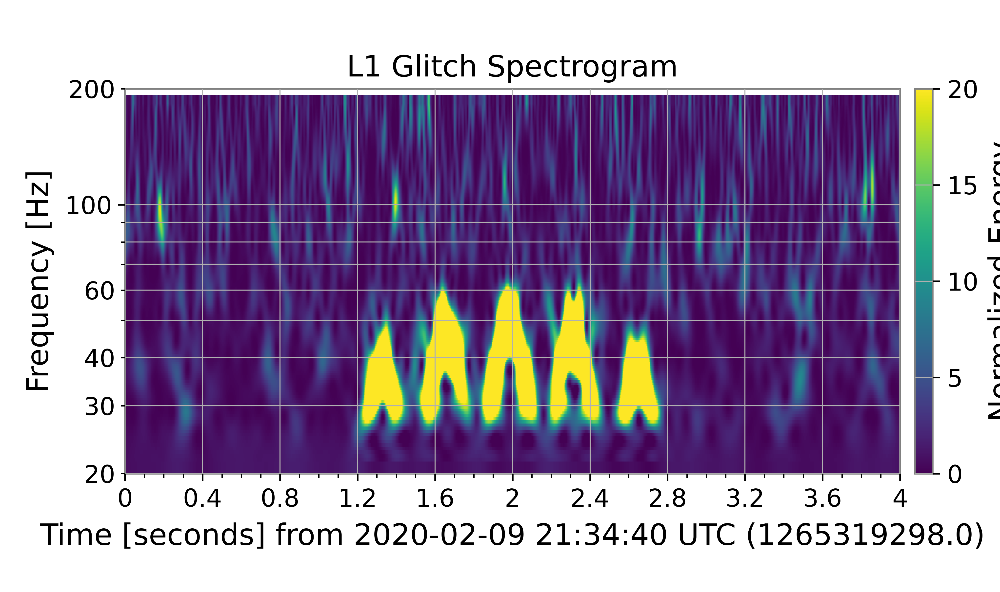 L1 Glitch Spectrogram
200
100
60
40
30
20
Frequency [Hz]
0 0.4 0.8 1.2 1.6 2 2.4 2.8 3.2 3.6 4
Time [seconds] from 2020-02-09 21:34:40 UTC (1265319298.0)
20
15
10
5
0
Normalized Energy